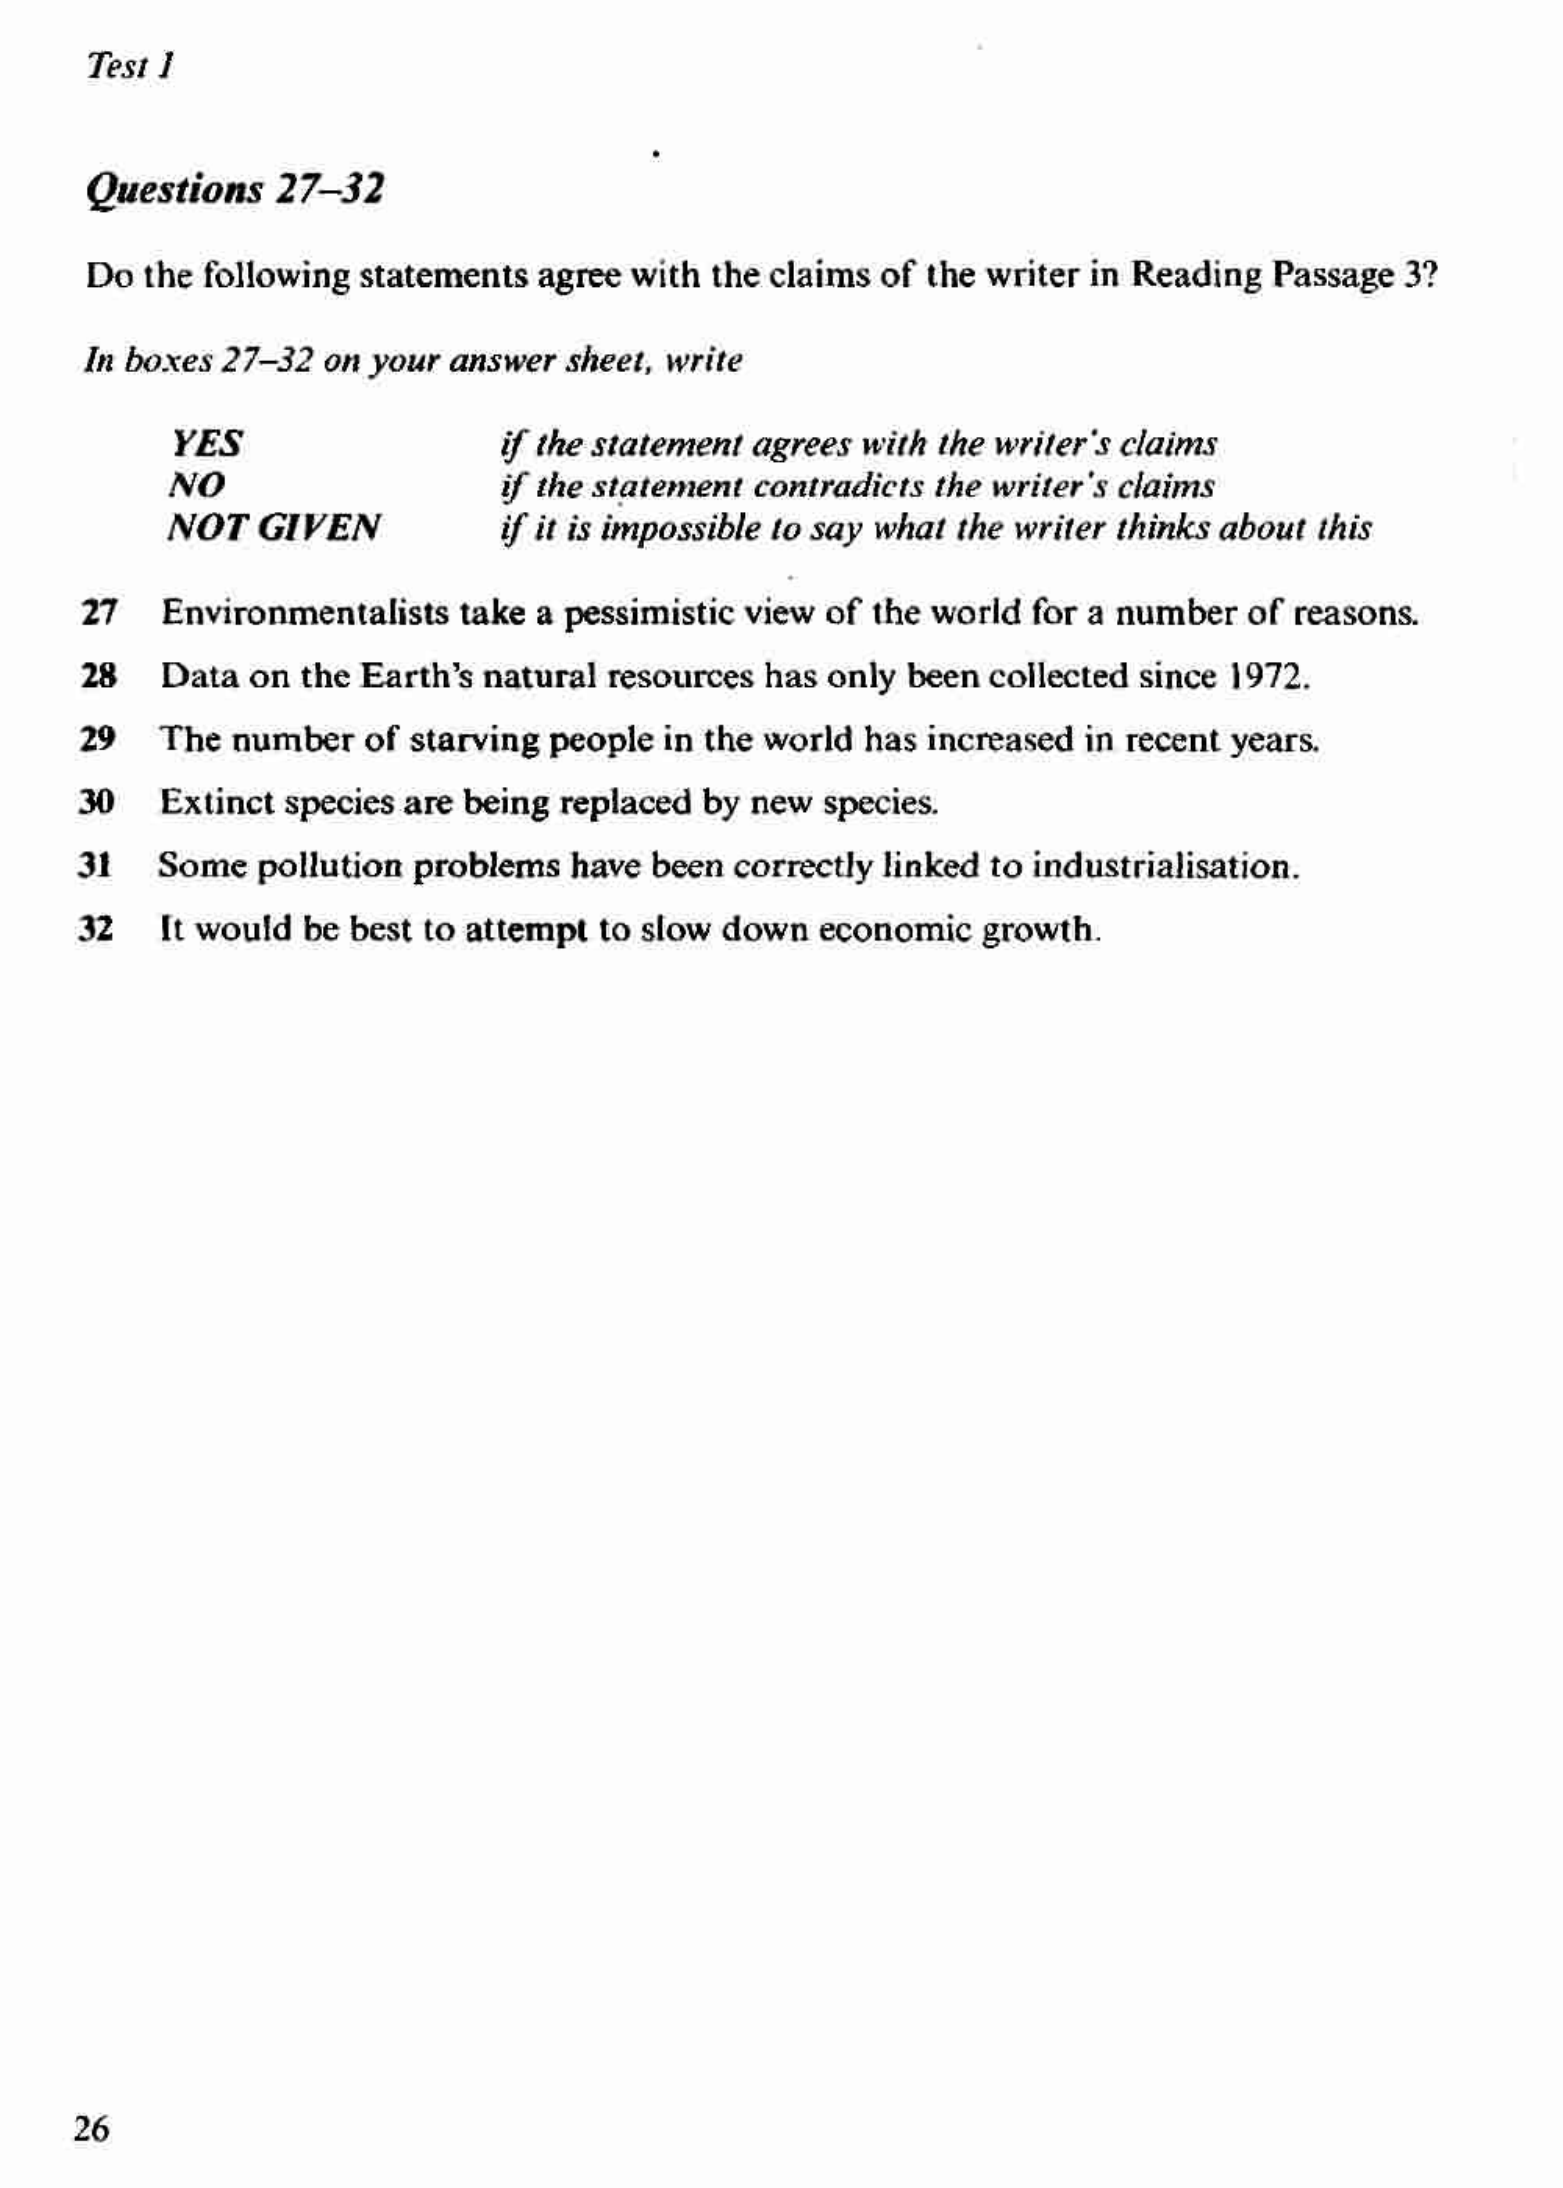 Test 1
Questions 27–32
Do the following statements agree with the claims of the writer in Reading Passage 3?
In boxes 27–32 on your answer sheet, write
YES if the statement agrees with the writer's claims
NO if the statement contradicts the writer's claims
NOT GIVEN if it is impossible to say what the writer thinks about this
27 Environmentalists take a pessimistic view of the world for a number of reasons.
28 Data on the Earth's natural resources has only been collected since 1972.
29 The number of starving people in the world has increased in recent years.
30 Extinct species are being replaced by new species.
31 Some pollution problems have been correctly linked to industrialisation.
32 It would be best to attempt to slow down economic growth.
26